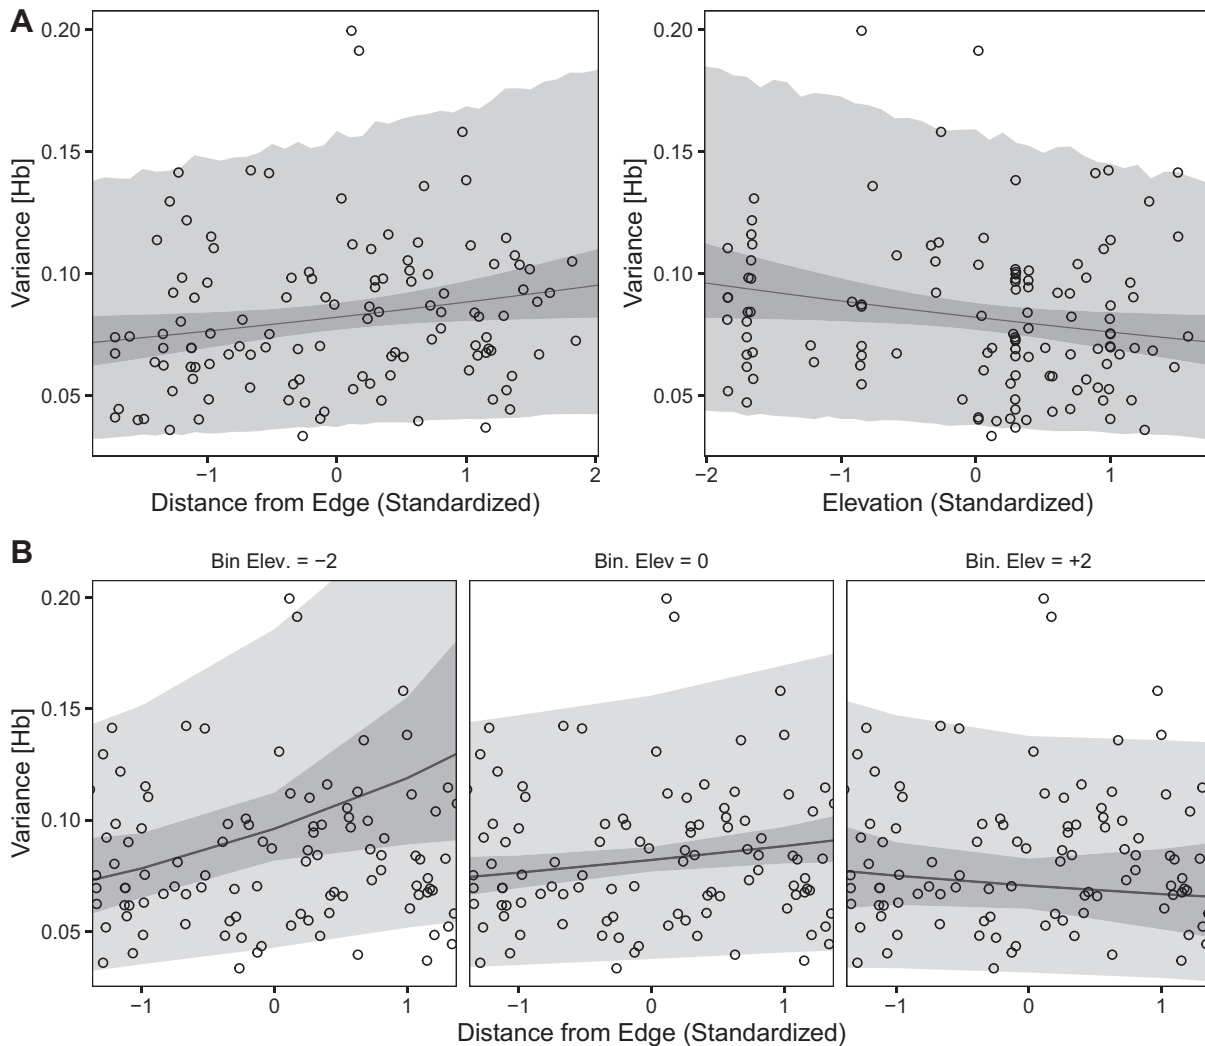 A
0.20
0.15
0.10
0.05
Variance [Hb]
−1 0 1 2
Distance from Edge (Standardized)
0.20
0.15
0.10
0.05
Variance [Hb]
−2 −1 0 1
Elevation (Standardized)
B
Bin Elev. = −2 Bin. Elev = 0 Bin. Elev = +2
0.20
0.15
0.10
0.05
Variance [Hb]
−1 0 1 −1 0 1 −1 0 1
Distance from Edge (Standardized)